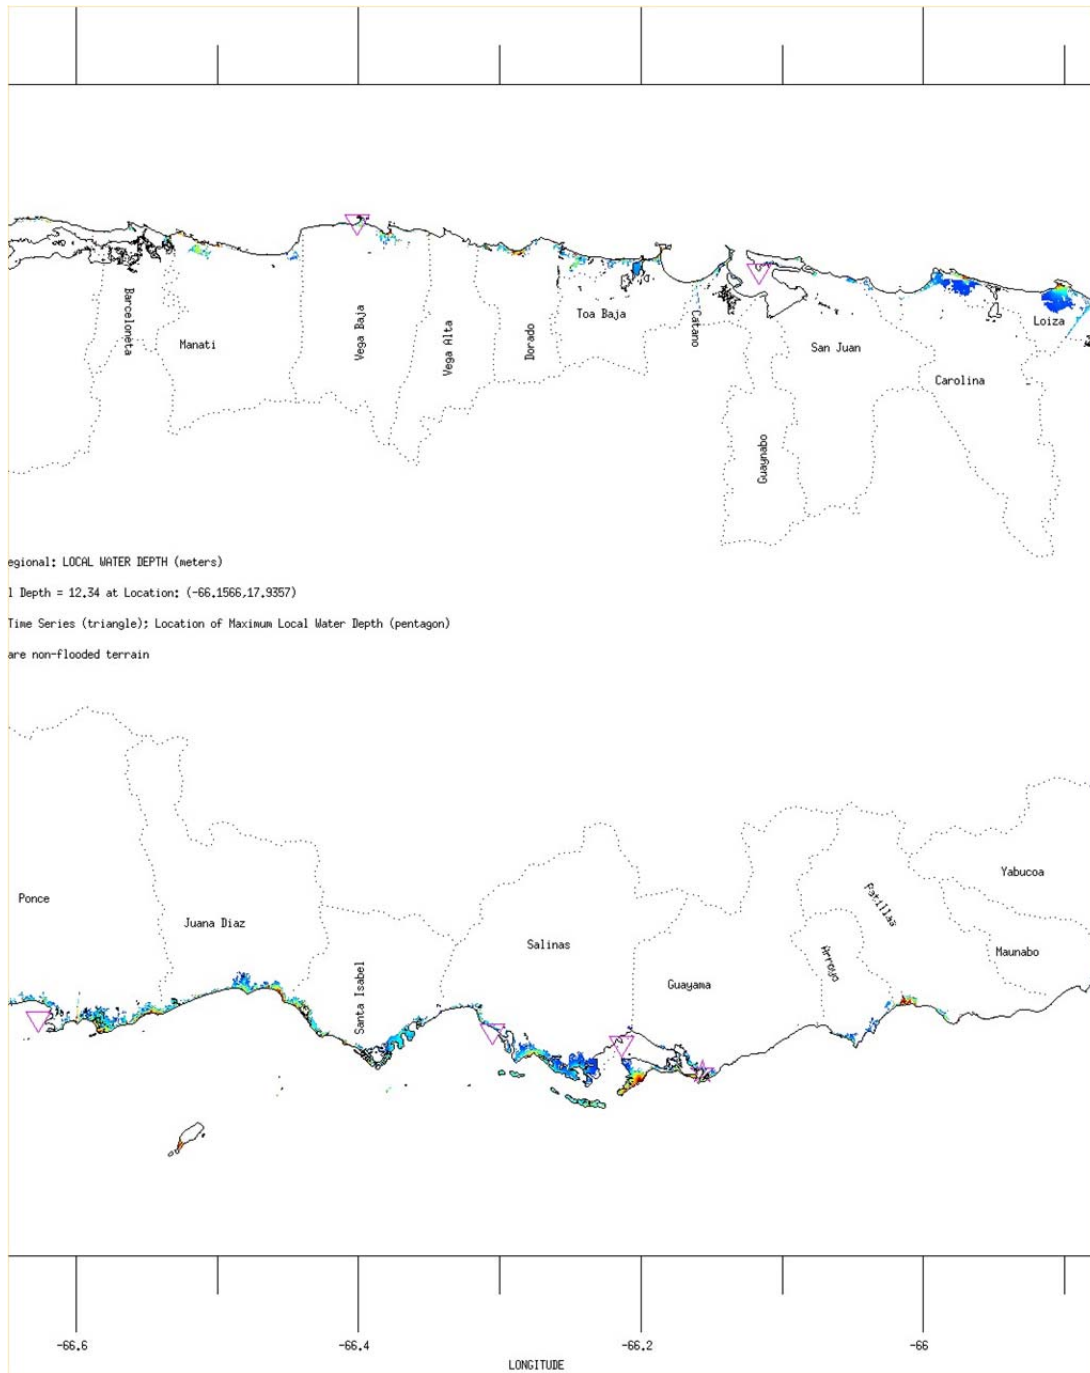 Barceloneta
Manati
Vega Baja
Vega Alta
Dorado
Toa Baja
Catano
San Juan
Loiza
Carolina
Guaynabo
egional: LOCAL WATER DEPTH (meters)
l Depth = 12.34 at Location: (-66.1566,17.9357)
Time Series (triangle); Location of Maximum Local Water Depth (pentagon)
are non-flooded terrain
Ponce
Juana Diaz
Santa Isabel
Salinas
Guayama
Arroyo
Patillas
Yabucoa
Maunabo
-66.6 -66.4 -66.2 -66
LONGITUDE